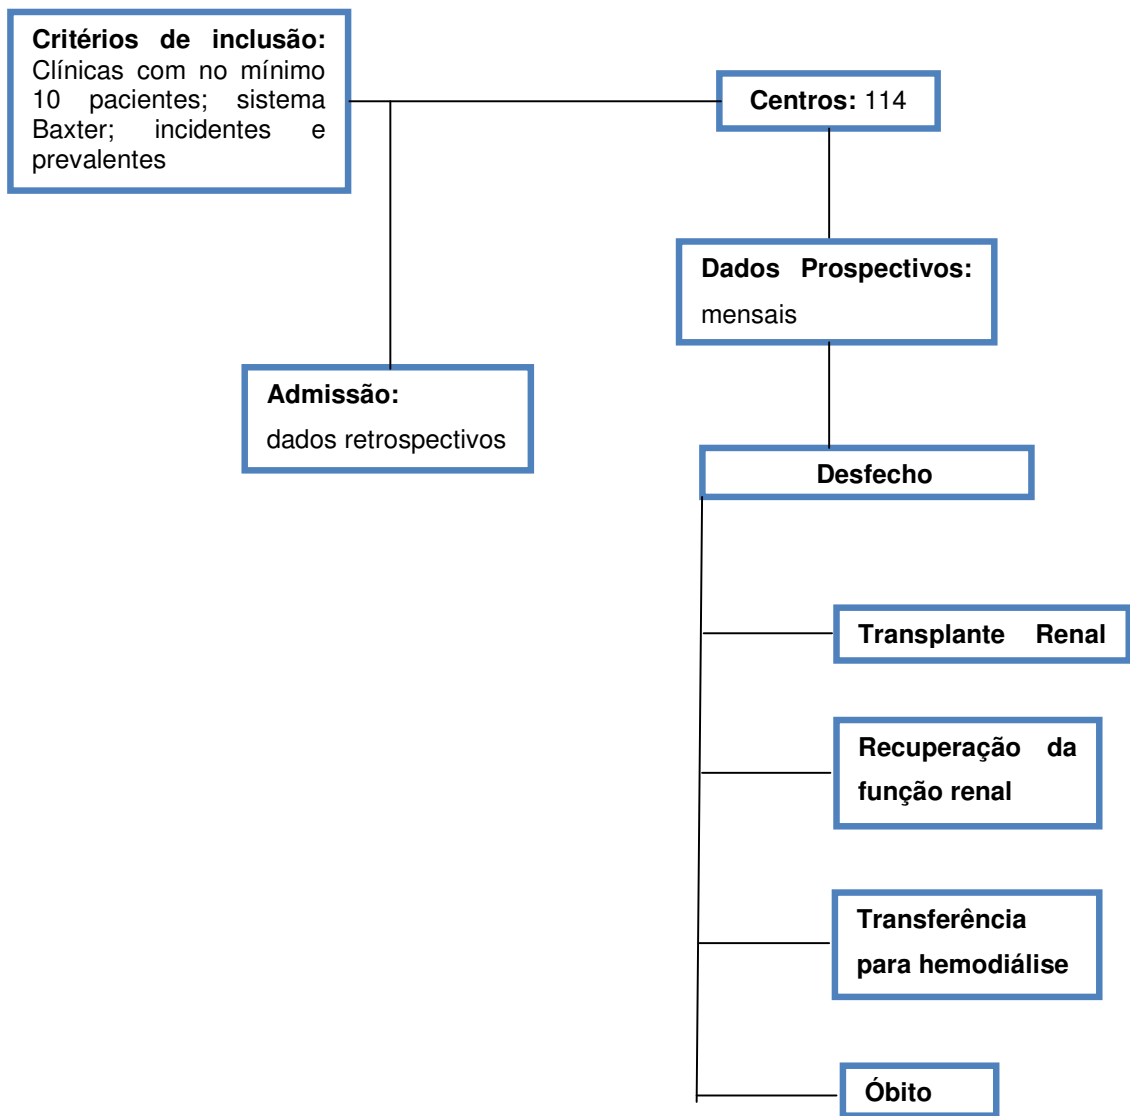 Critérios de inclusão:
Clínicas com no mínimo
10 pacientes; sistema
Baxter; incidentes e
prevalentes
Centros: 114
Dados Prospectivos:
mensais
Admissão:
dados retrospectivos
Desfecho
Transplante Renal
Recuperação da
função renal
Transferência
para hemodiálise
Óbito